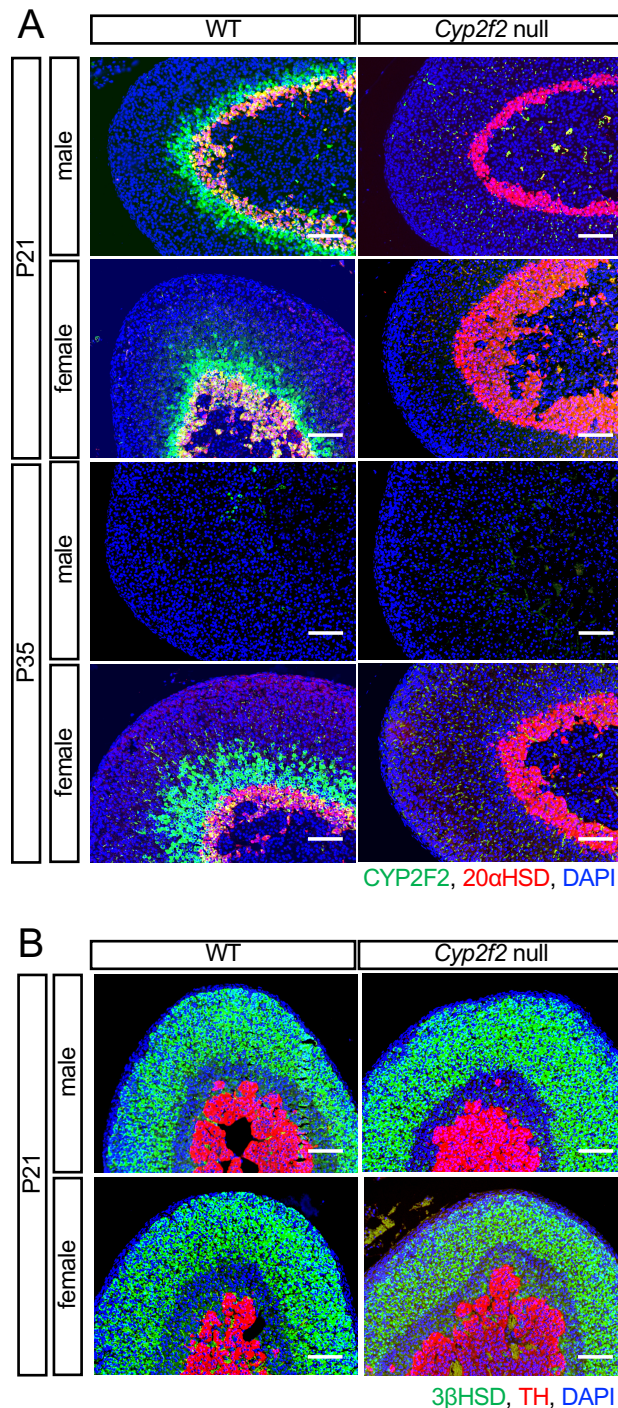 A
WT
Cyp2f2 null
P21
male
female
P35
male
female
CYP2F2, 20αHSD, DAPI
B
WT
Cyp2f2 null
P21
male
female
3βHSD, TH, DAPI